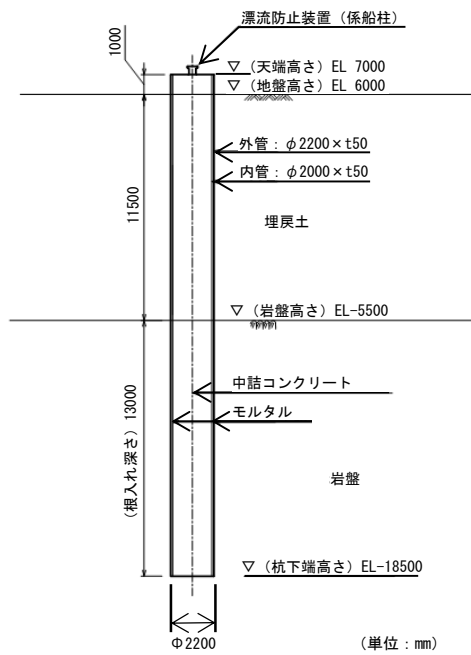 漂流防止装置（係船柱）
1000
▽（天端高さ）EL 7000
▽（地盤高さ）EL 6000
外管：φ2200×t50
内管：φ2000×t50
11500
埋戻土
▽（岩盤高さ）EL-5500
中詰コンクリート
モルタル
（根入れ深さ）13000
岩盤
▽（杭下端高さ）EL-18500
Φ2200
（単位：mm）